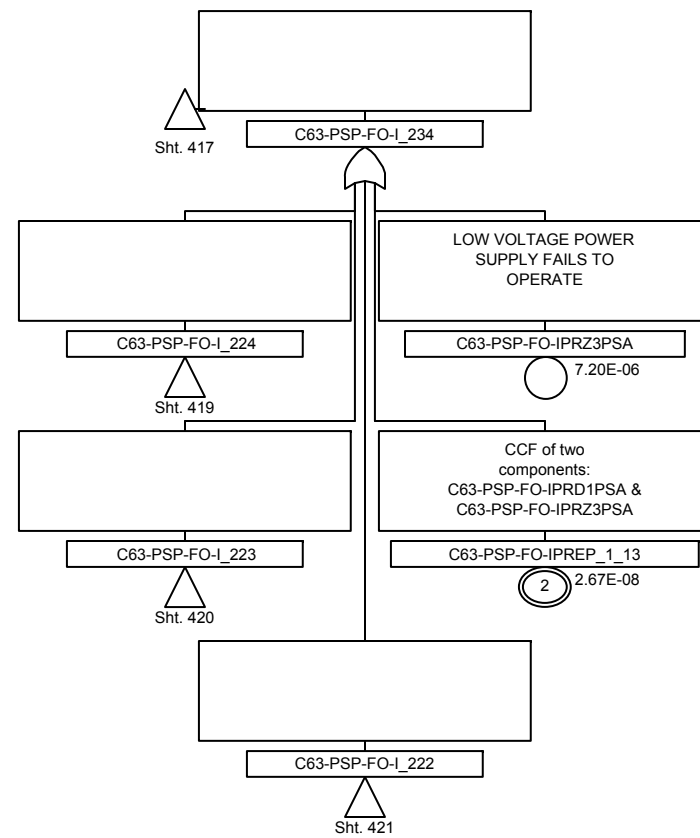 C63-PSP-FO-I_234
Sht. 417
LOW VOLTAGE POWER
SUPPLY FAILS TO
OPERATE
C63-PSP-FO-I_224
C63-PSP-FO-IPRZ3PSA
7.20E-06
Sht. 419
CCF of two
components:
C63-PSP-FO-IPRD1PSA &
C63-PSP-FO-IPRZ3PSA
C63-PSP-FO-I_223
C63-PSP-FO-IPREP_1_13
2
2.67E-08
Sht. 420
C63-PSP-FO-I_222
Sht. 421